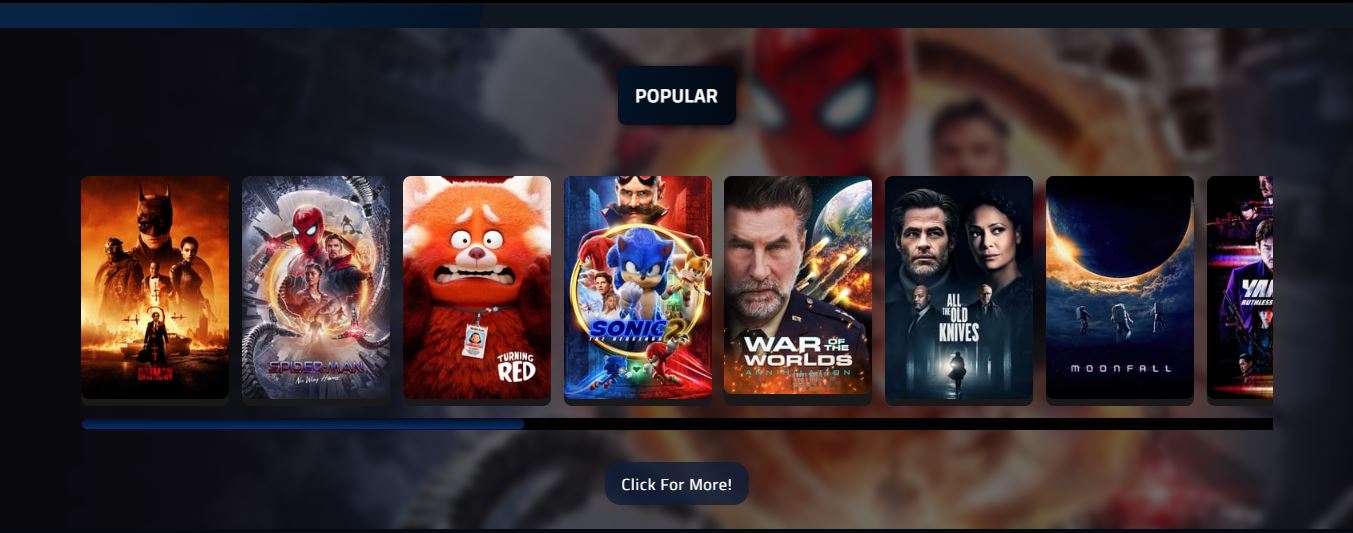 POPULAR
THE
BATMAN
SPIDER-MAN
No Way Home
TURNING
RED
SONIC 2
THE HEDGEHOG
WAR OF
THE
WORLDS
ANNIHILATION
ALL
THE OLD
KNIVES
MOONFALL
YA
RUTHLESS
Click For More!